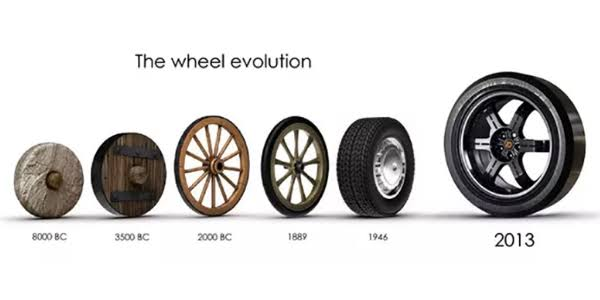 The wheel evolution
8000 BC
3500 BC
2000 BC
1889
1946
2013